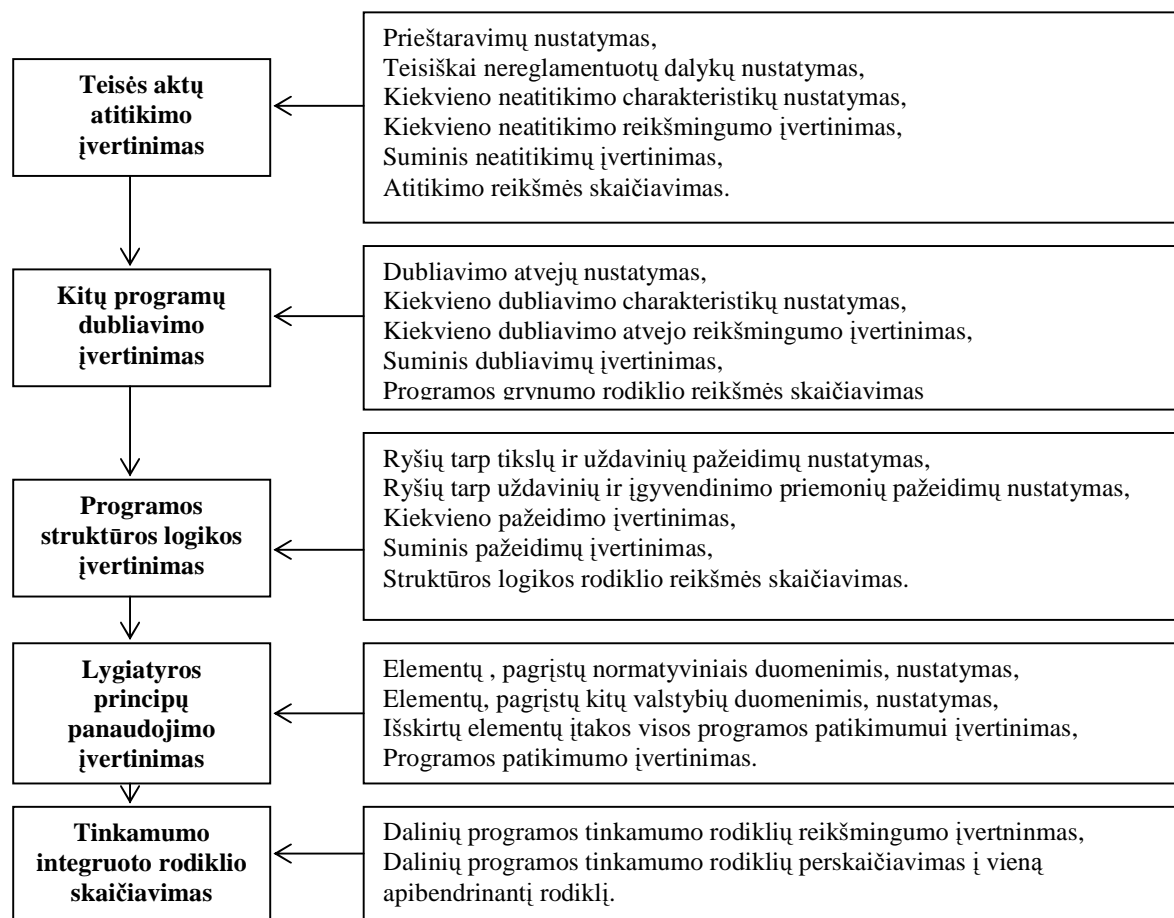 Teisės aktų
atitikimo
įvertinimas
Prieštaravimų nustatymas,
Teisiškai nereglamentuotų dalykų nustatymas,
Kiekvieno neatitikimo charakteristikų nustatymas,
Kiekvieno neatitikimo reikšmingumo įvertinimas,
Suminis neatitikimų įvertinimas,
Atitikimo reikšmės skaičiavimas.
Kitų programų
dubliavimo
įvertinimas
Dubliavimo atvejų nustatymas,
Kiekvieno dubliavimo charakteristikų nustatymas,
Kiekvieno dubliavimo atvejo reikšmingumo įvertinimas,
Suminis dubliavimų įvertinimas,
Programos grynumo rodiklio reikšmės skaičiavimas
Programos
struktūros logikos
įvertinimas
Ryšių tarp tikslų ir uždavinių pažeidimų nustatymas,
Ryšių tarp uždavinių ir įgyvendinimo priemonių pažeidimų nustatymas,
Kiekvieno pažeidimo įvertinimas,
Suminis pažeidimų įvertinimas,
Struktūros logikos rodiklio reikšmės skaičiavimas.
Lygiatyros
principų
panaudojimo
įvertinimas
Elementų , pagrįstų normatyviniais duomenimis, nustatymas,
Elementų, pagrįstų kitų valstybių duomenimis, nustatymas,
Išskirtų elementų įtakos visos programos patikimumui įvertinimas,
Programos patikimumo įvertinimas.
Tinkamumo
integruoto rodiklio
skaičiavimas
Dalinių programos tinkamumo rodiklių reikšmingumo įvertninmas,
Dalinių programos tinkamumo rodiklių perskaičiavimas į vieną
apibendrinantį rodiklį.